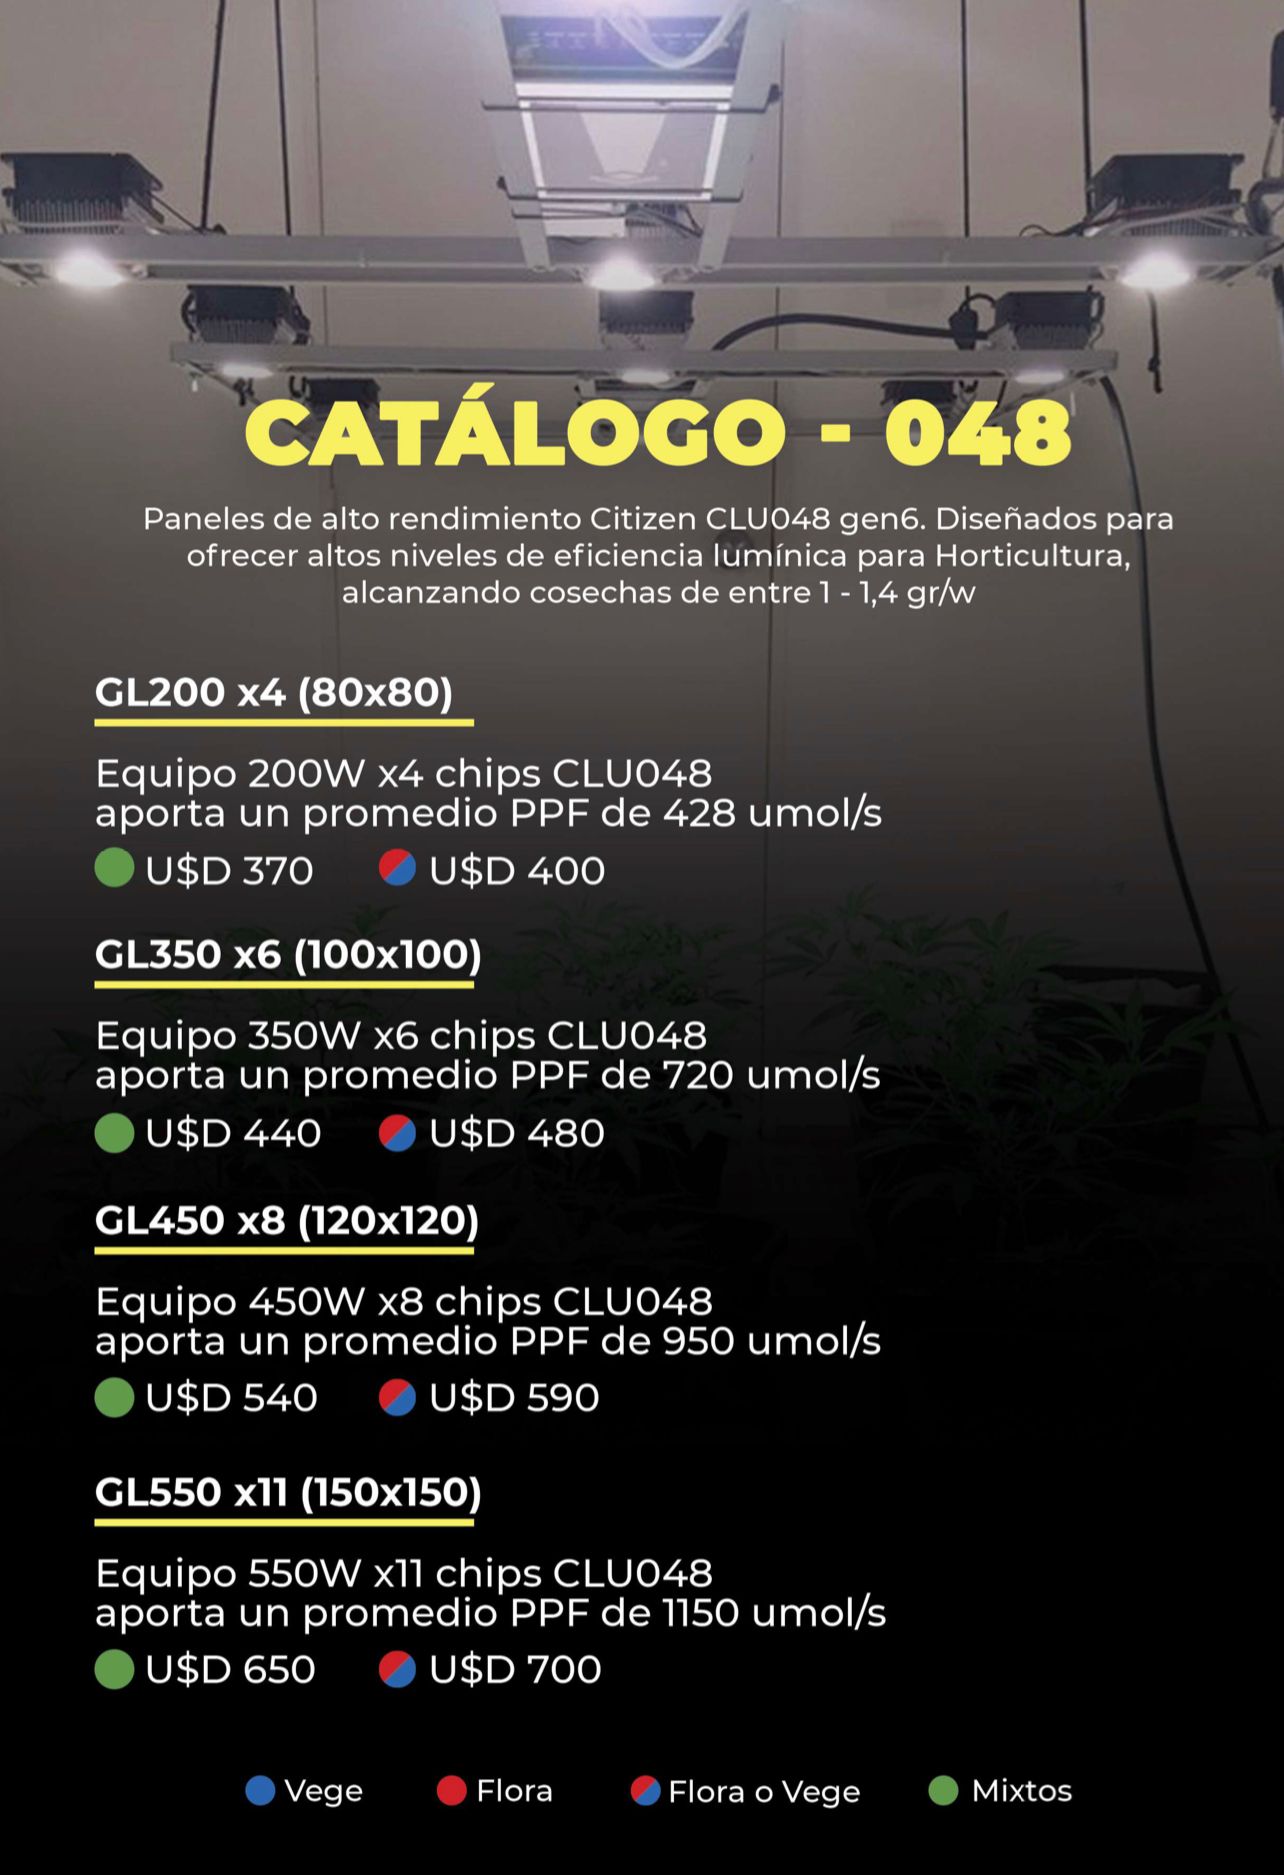 CATÁLOGO - 048
Paneles de alto rendimiento Citizen CLU048 gen6. Diseñados para
ofrecer altos niveles de eficiencia lumínica para Horticultura,
alcanzando cosechas de entre 1 - 1,4 gr/w
GL200 x4 (80x80)
Equipo 200W x4 chips CLU048
aporta un promedio PPF de 428 umol/s
U$D 370 U$D 400
GL350 x6 (100x100)
Equipo 350W x6 chips CLU048
aporta un promedio PPF de 720 umol/s
U$D 440 U$D 480
GL450 x8 (120x120)
Equipo 450W x8 chips CLU048
aporta un promedio PPF de 950 umol/s
U$D 540 U$D 590
GL550 x11 (150x150)
Equipo 550W x11 chips CLU048
aporta un promedio PPF de 1150 umol/s
U$D 650 U$D 700
Vege Flora Flora o Vege Mixtos